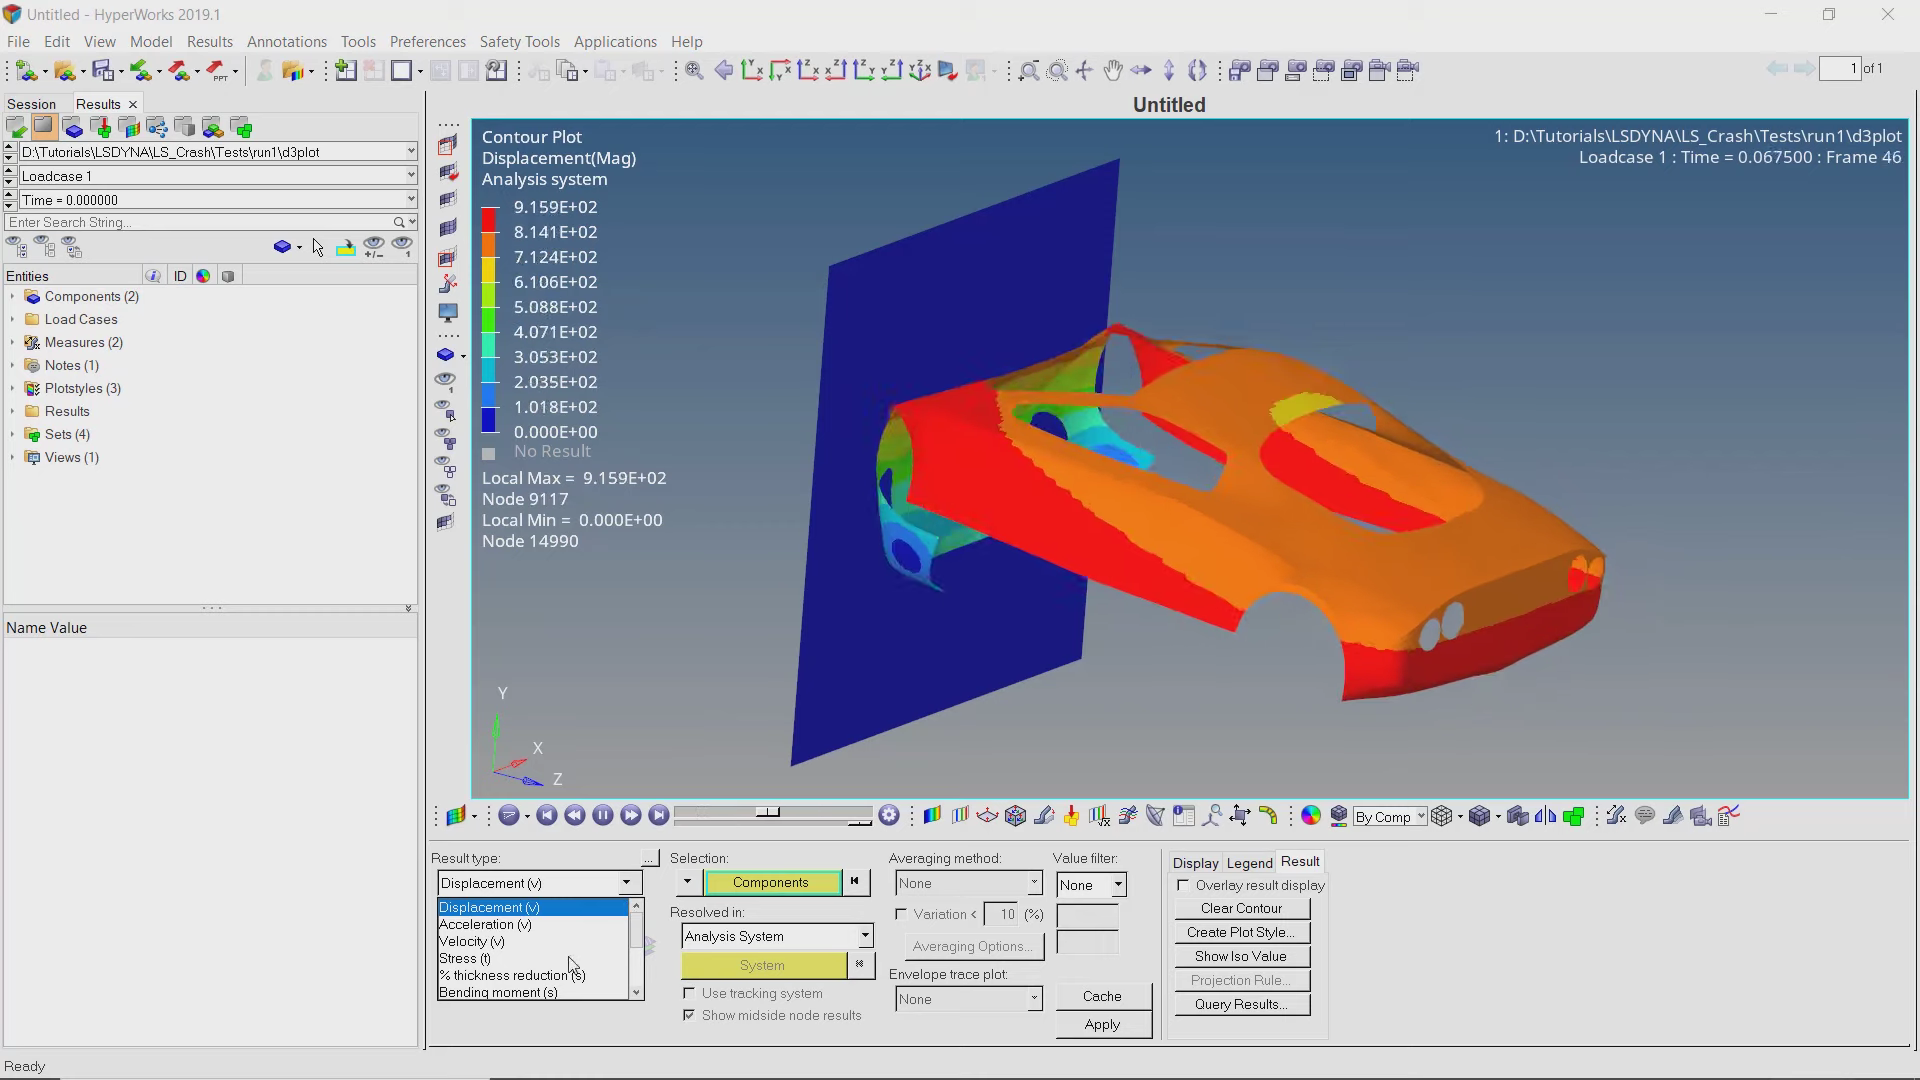 Untitled - HyperWorks 2019.1
File Edit View Model Results Annotations Tools Preferences Safety Tools Applications Help
PPT
1 of 1
Session Results
Untitled
D:\Tutorials\LSDYNA\LS_Crash\Tests\run1\d3plot
Loadcase 1
Time = 0.000000
Enter Search String...
Entities ID
Components (2)
Load Cases
Measures (2)
Notes (1)
Plotstyles (3)
Results
Sets (4)
Views (1)
Name Value
Contour Plot
Displacement(Mag)
Analysis system
9.159E+02
8.141E+02
7.124E+02
6.106E+02
5.088E+02
4.071E+02
3.053E+02
2.035E+02
1.018E+02
0.000E+00
No Result
Local Max = 9.159E+02
Node 9117
Local Min = 0.000E+00
Node 14990
1: D:\Tutorials\LSDYNA\LS_Crash\Tests\run1\d3plot
Loadcase 1 : Time = 0.067500 : Frame 46
Y
X
Z
By Comp
Result type:
...
Displacement (v)
Displacement (v)
Acceleration (v)
Velocity (v)
Stress (t)
% thickness reduction (s)
Bending moment (s)
Selection:
Components
Resolved in:
Analysis System
System
Use tracking system
Show midside node results
Averaging method:
None
Variation < 10 (%)
Averaging Options...
Envelope trace plot:
None
Value filter:
None
Cache
Apply
Display Legend Result
Overlay result display
Clear Contour
Create Plot Style...
Show Iso Value
Projection Rule...
Query Results...
Ready